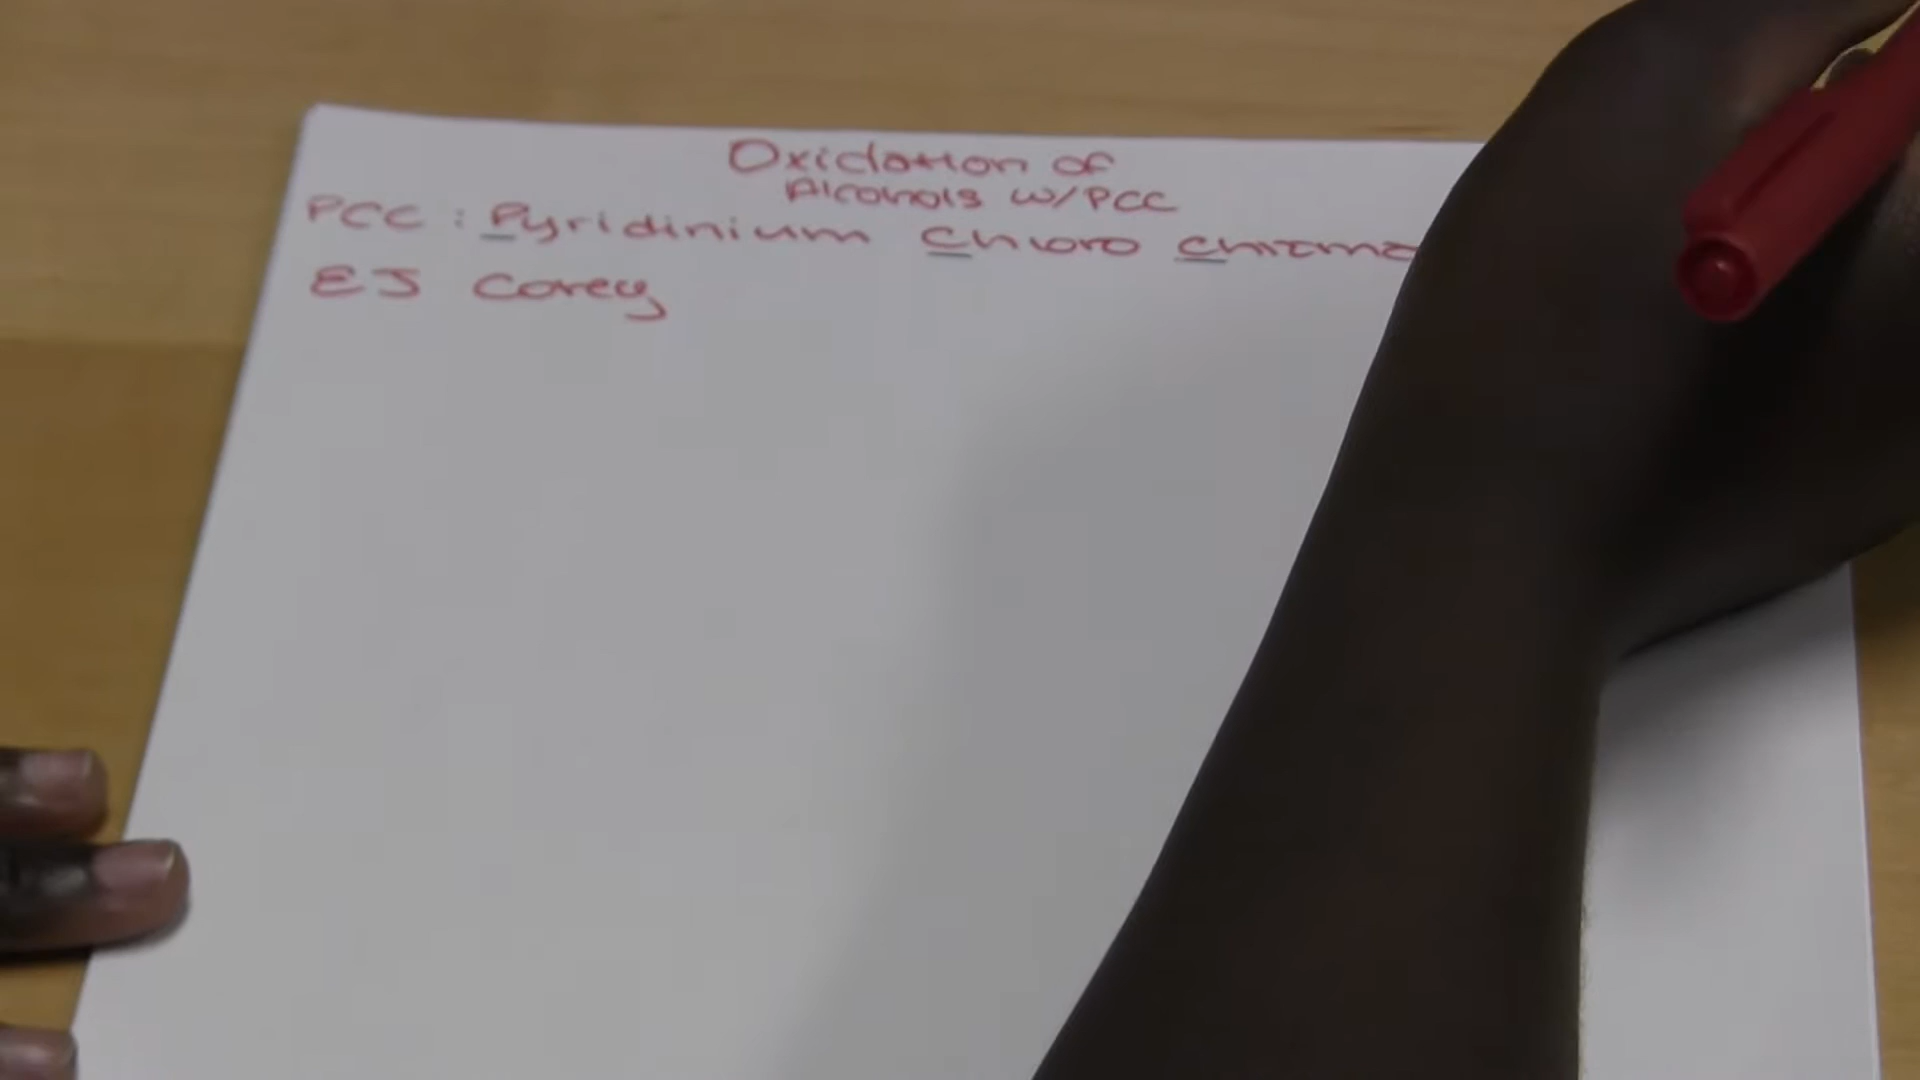 Oxidation of
Alcohols w/PCC
PCC : Pyridinium Chloro chroma
EJ Corey